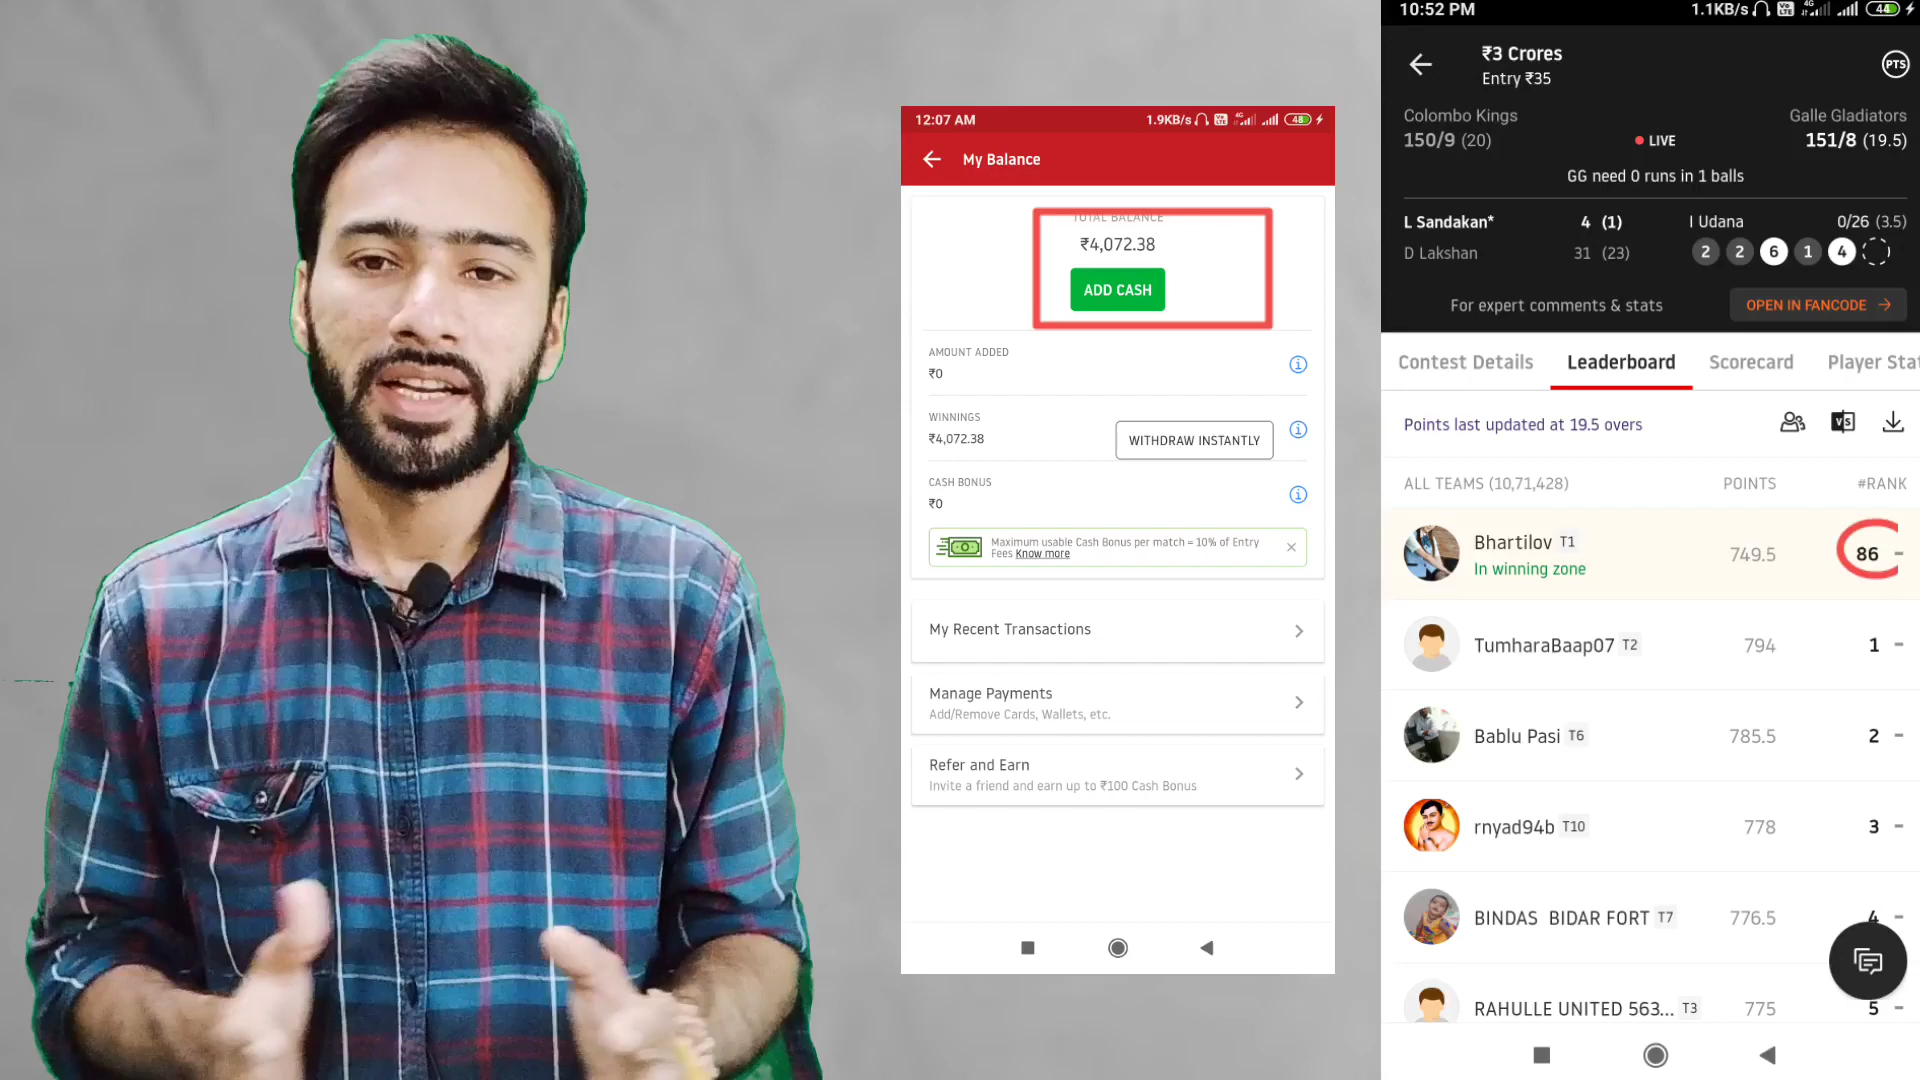 12:07 AM
1.9KB/s
48
My Balance
TOTAL BALANCE
₹4,072.38
ADD CASH
AMOUNT ADDED
₹0
WINNINGS
₹4,072.38
WITHDRAW INSTANTLY
CASH BONUS
₹0
Maximum usable Cash Bonus per match = 10% of Entry
Fees Know more
My Recent Transactions
Manage Payments
Add/Remove Cards, Wallets, etc.
Refer and Earn
Invite a friend and earn up to ₹100 Cash Bonus
10:52 PM
1.1KB/s
4G
44
₹3 Crores
Entry ₹35
PTS
Colombo Kings
Galle Gladiators
150/9 (20)
LIVE
151/8 (19.5)
GG need 0 runs in 1 balls
L Sandakan* 4 (1)
I Udana 0/26 (3.5)
D Lakshan 31 (23)
2 2 6 1 4
For expert comments & stats
OPEN IN FANCODE
Contest Details Leaderboard Scorecard Player Stat
Points last updated at 19.5 overs
VS
ALL TEAMS (10,71,428) POINTS #RANK
Bhartilov T1
In winning zone
749.5 86
TumharaBaap07 T2 794 1
Bablu Pasi T6 785.5 2
rnyad94b T10 778 3
BINDAS BIDAR FORT T7 776.5 4
RAHULLE UNITED 563... T3 775 5